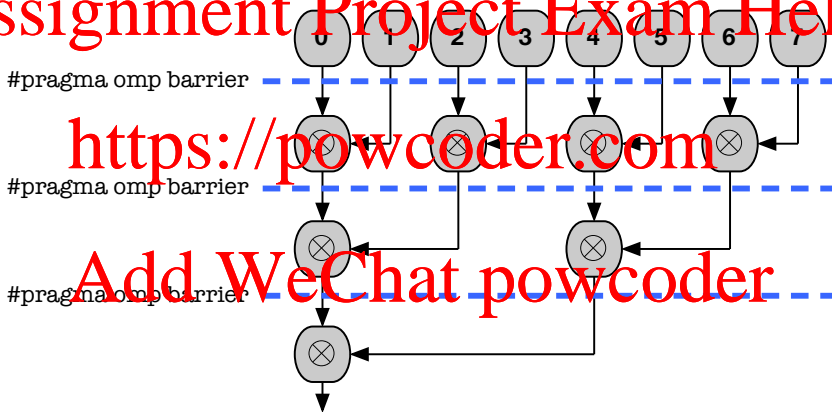 ssignment Project Exam Hel
0 1 2 3 4 5 6 7
#pragma omp barrier
https://powcoder.com
#pragma omp barrier
Add WeChat powcoder
#pragma omp barrier